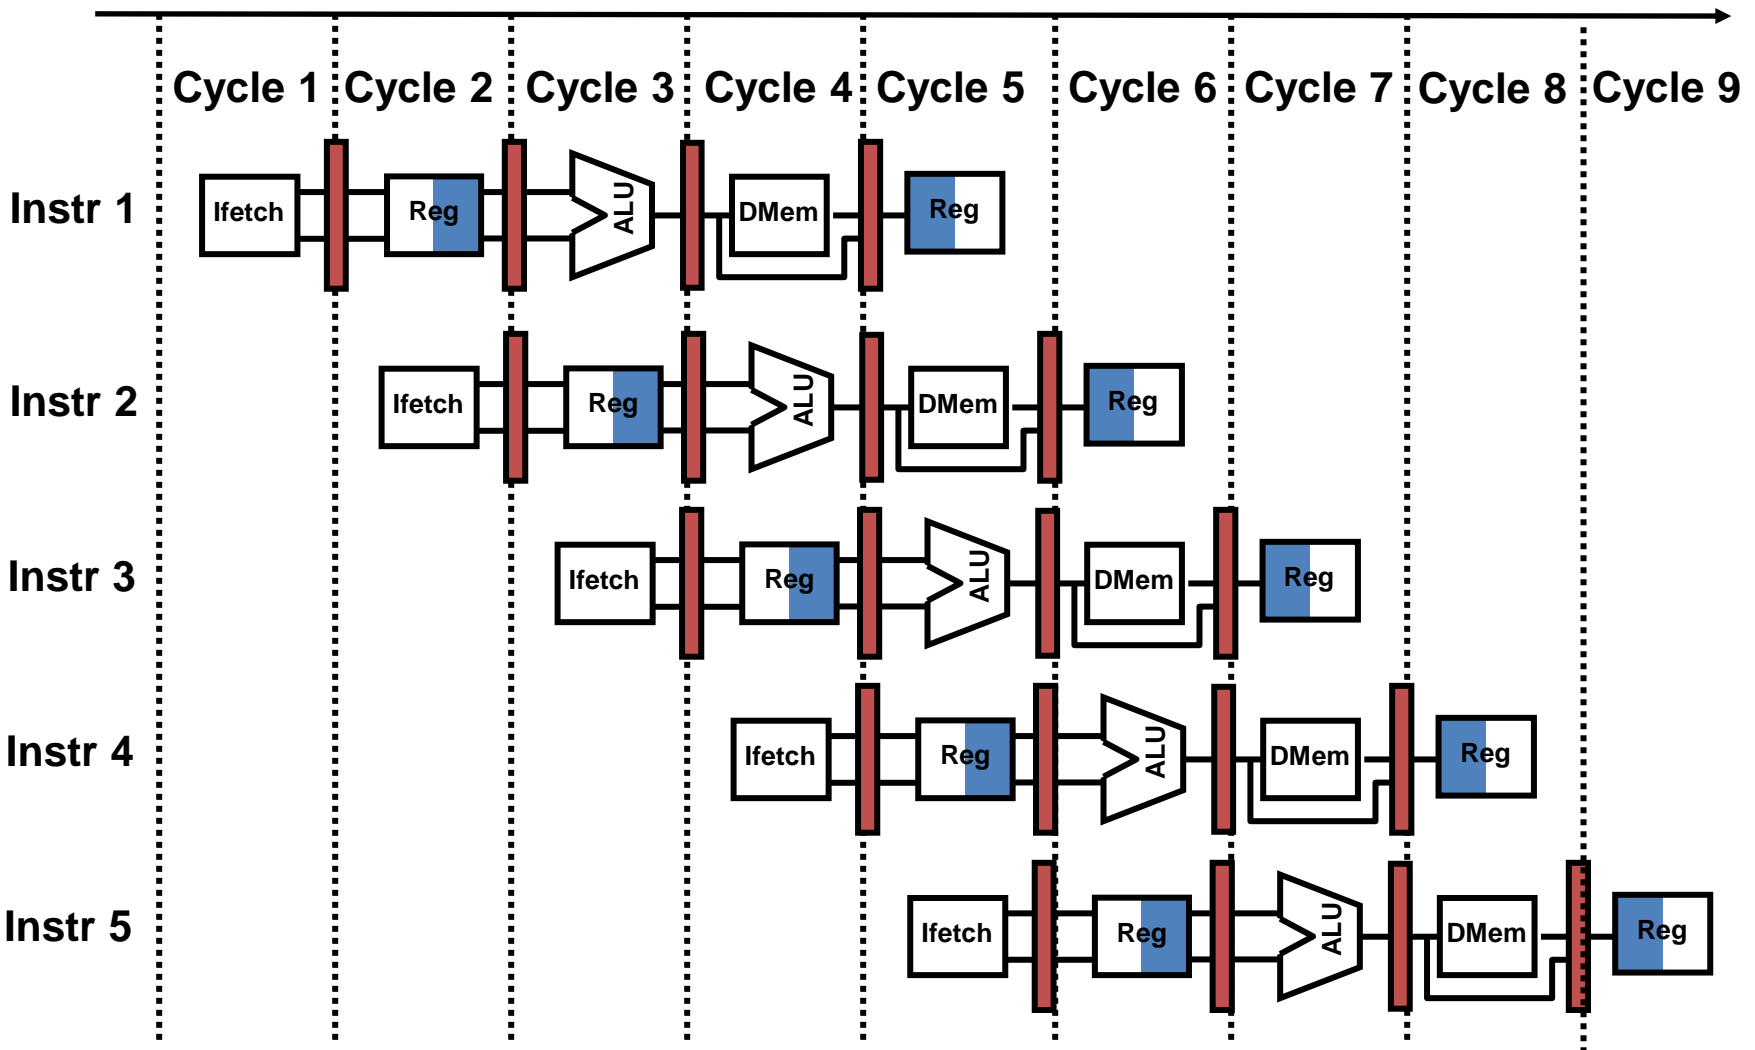 Cycle 1 Cycle 2 Cycle 3 Cycle 4 Cycle 5 Cycle 6 Cycle 7 Cycle 8 Cycle 9
Instr 1 Ifetch Reg ALU DMem Reg
Instr 2 Ifetch Reg ALU DMem Reg
Instr 3 Ifetch Reg ALU DMem Reg
Instr 4 Ifetch Reg ALU DMem Reg
Instr 5 Ifetch Reg ALU DMem Reg